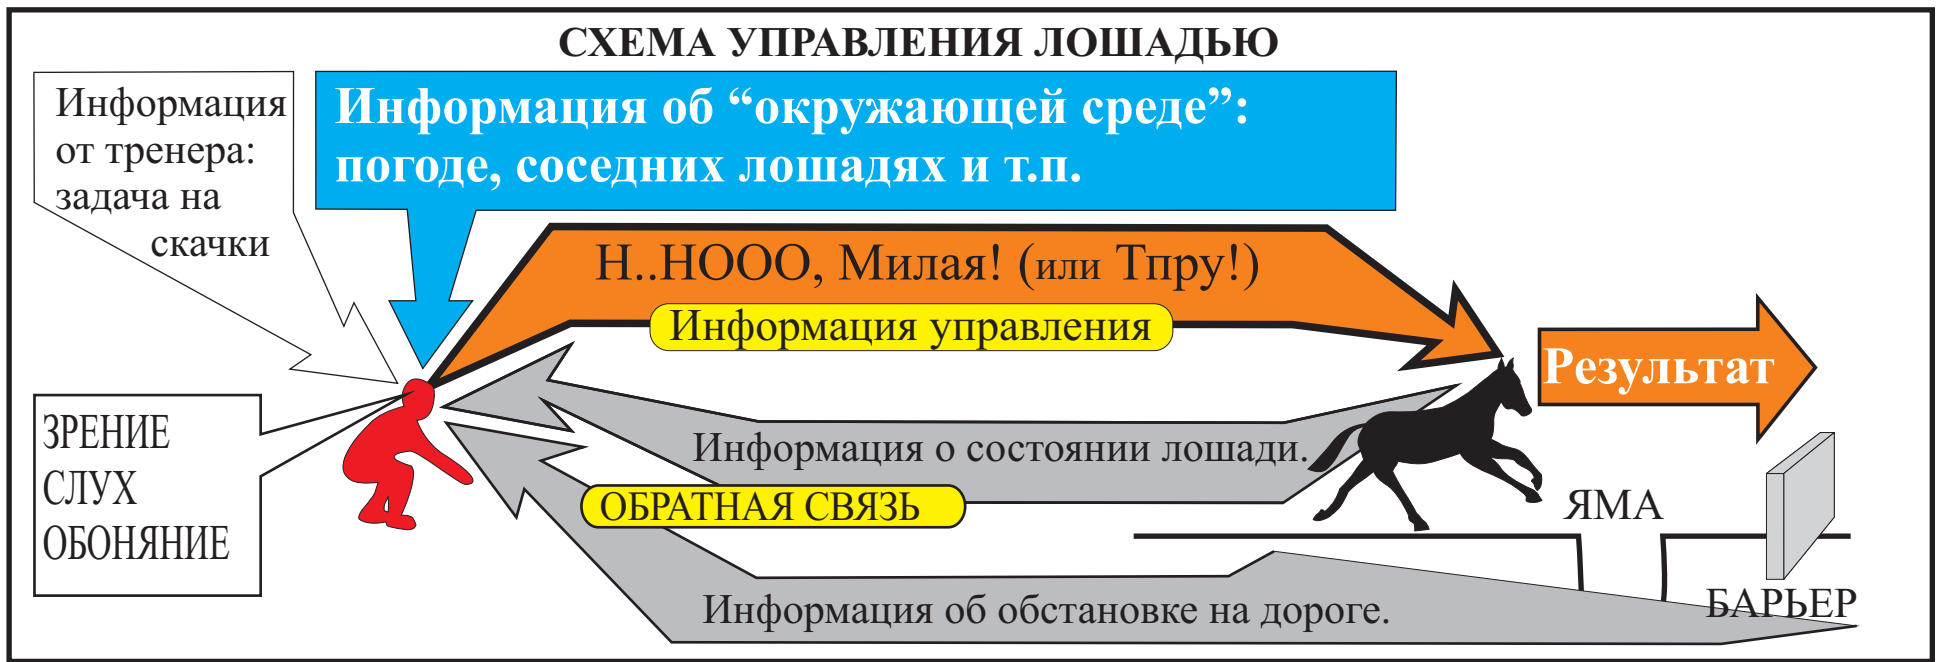 СХЕМА УПРАВЛЕНИЯ ЛОШАДЬЮ
Информация
от тренера:
задача на
скачки
Информация об “окружающей среде”:
погоде, соседних лошадях и т.п.
Н..НООО, Милая! (или Тпру!)
Информация управления
Результат
ЗРЕНИЕ
СЛУХ
ОБОНЯНИЕ
Информация о состоянии лошади.
ОБРАТНАЯ СВЯЗЬ
ЯМА
Информация об обстановке на дороге.
БАРЬЕР